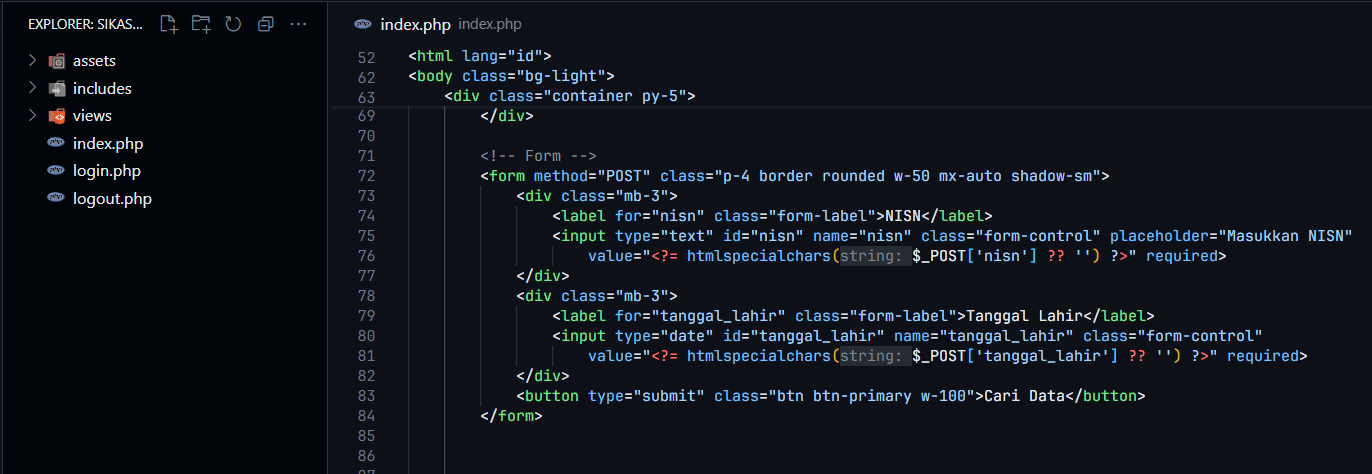 EXPLORER: SIKAS...
assets
includes
views
index.php
login.php
logout.php
index.php index.php
52 <html lang="id">
62 <body class="bg-light">
63 <div class="container py-5">
69 </div>
70
71 <!-- Form -->
72 <form method="POST" class="p-4 border rounded w-50 mx-auto shadow-sm">
73 <div class="mb-3">
74 <label for="nisn" class="form-label">NISN</label>
75 <input type="text" id="nisn" name="nisn" class="form-control" placeholder="Masukkan NISN"
76 value="<?= htmlspecialchars(string: $_POST['nisn'] ?? '') ?>" required>
77 </div>
78 <div class="mb-3">
79 <label for="tanggal_lahir" class="form-label">Tanggal Lahir</label>
80 <input type="date" id="tanggal_lahir" name="tanggal_lahir" class="form-control"
81 value="<?= htmlspecialchars(string: $_POST['tanggal_lahir'] ?? '') ?>" required>
82 </div>
83 <button type="submit" class="btn btn-primary w-100">Cari Data</button>
84 </form>
85
86